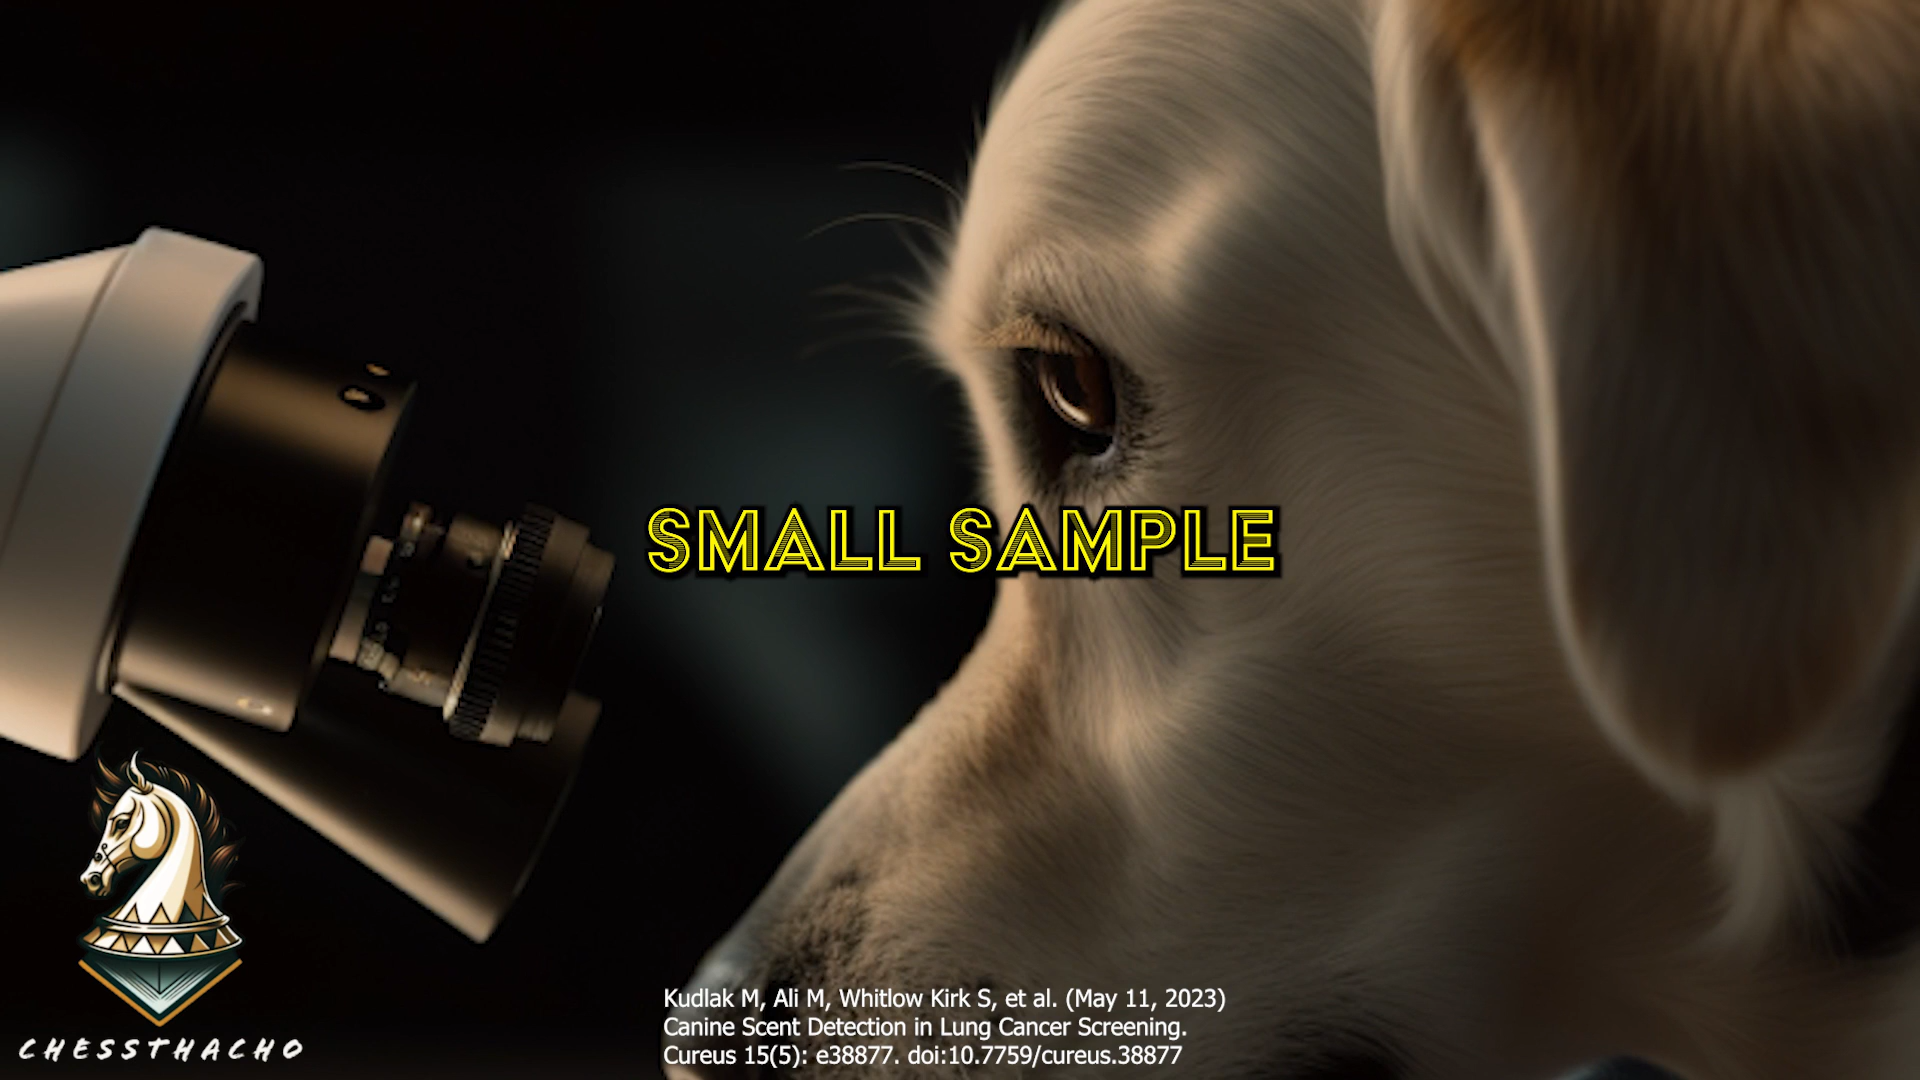 SMALL SAMPLE
Kudlak M, Ali M, Whitlow Kirk S, et al. (May 11, 2023)
Canine Scent Detection in Lung Cancer Screening.
Cureus 15(5): e38877. doi:10.7759/cureus.38877
CHESSTHACHO